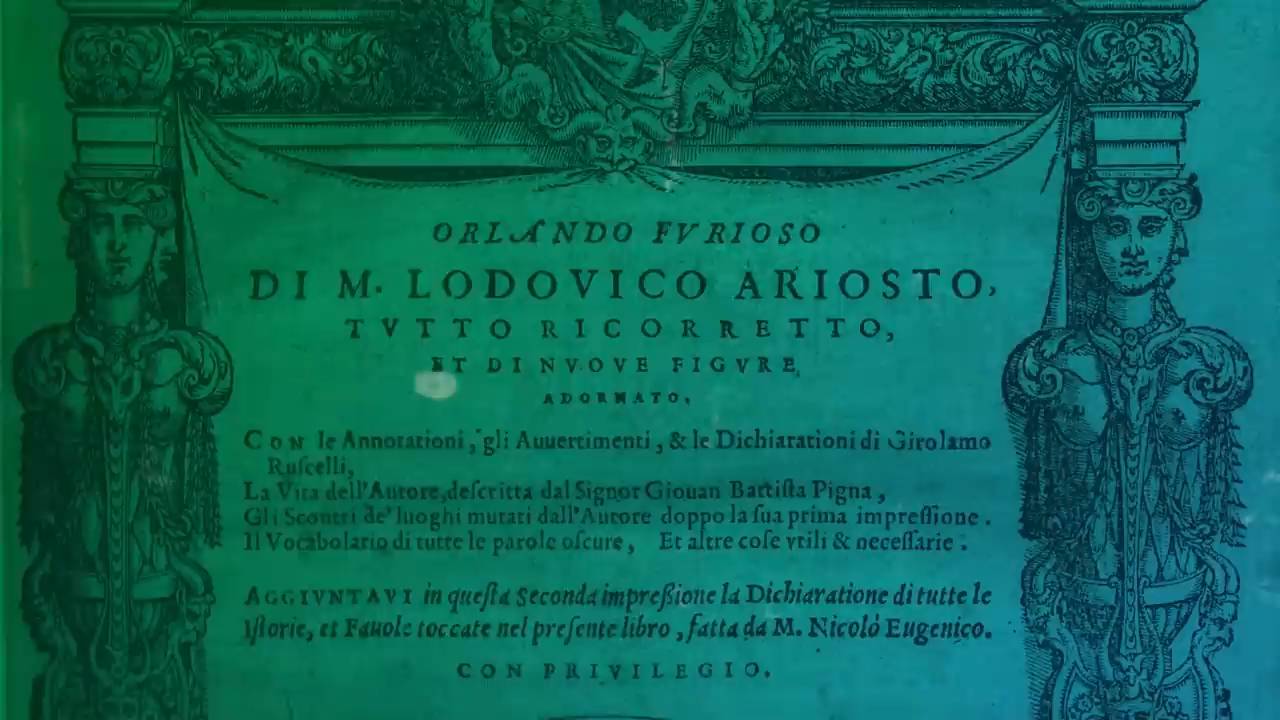 ORLANDO FVRIOSO
DI M. LODOVICO ARIOSTO,
TVTTO RICORRETTO,
ET DI NVOVE FIGVRE
ADORNATO,
CON le Annotationi, gli Auuertimenti, & le Dichiarationi di Girolamo
Ruſcelli,
La Vita dell'Autore, deſcritta dal Signor Giouan Battiſta Pigna,
Gli Scontri de' luoghi mutati dall'Autore doppo la ſua prima impreſſione.
Il Vocabolario di tutte le parole oſcure, Et altre coſe vtili & neceſſarie.
AGGIVNTAVI in queſta Seconda impreſſione la Dichiaratione di tutte le
Iſtorie, et Fauole toccate nel preſente libro, fatta da M. Nicolò Eugenico.
CON PRIVILEGIO.